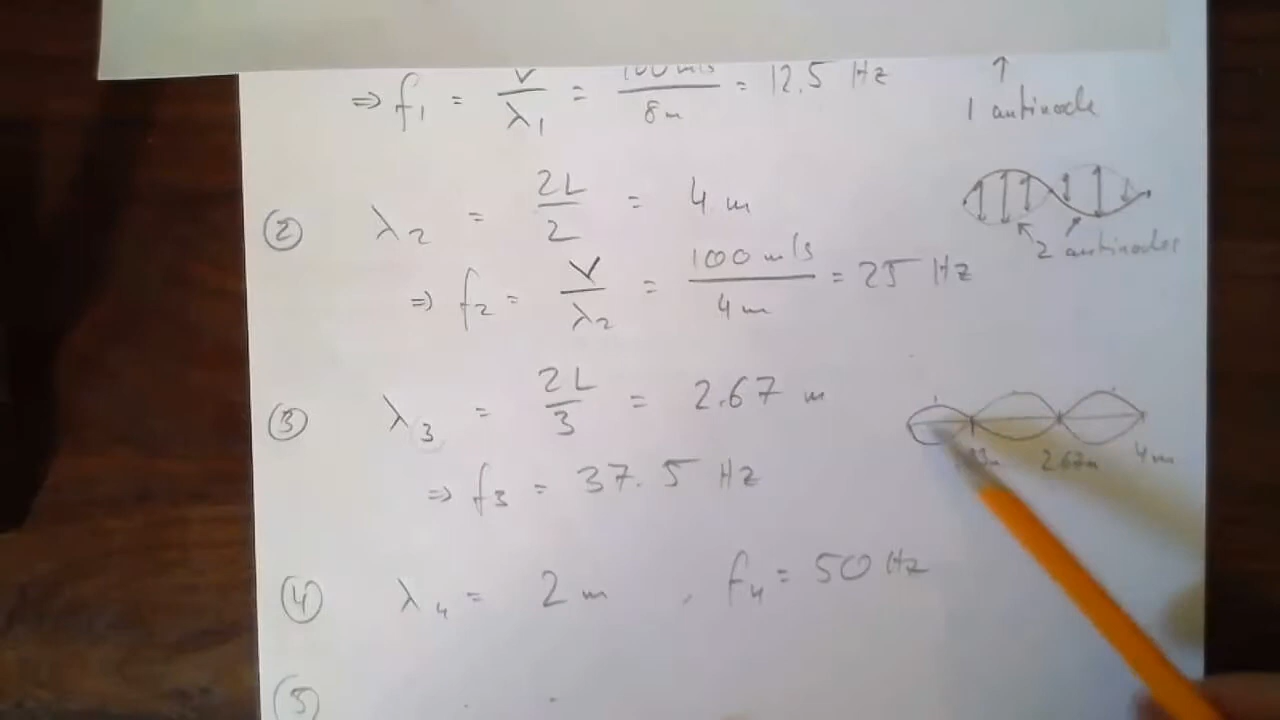 ⇒ f₁ = V/λ₁ = 100 m/s / 8m = 12.5 Hz
↑
1 antinode
② λ₂ = 2L/2 = 4 m
2 antinodes
⇒ f₂ = V/λ₂ = 100 m/s / 4m = 25 Hz
③ λ₃ = 2L/3 = 2.67 m
2.67m 4m
⇒ f₃ = 37.5 Hz
④ λ₄ = 2 m , f₄ = 50 Hz
⑤